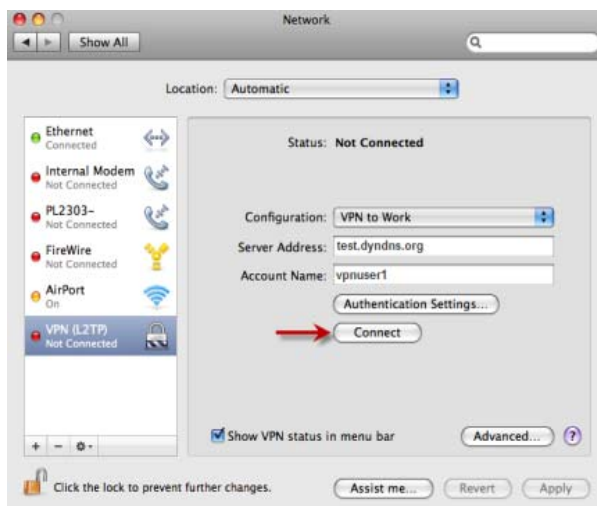 Network
Show All
Location: Automatic
Ethernet
Connected
Internal Modem
Not Connected
PL2303-
Not Connected
FireWire
Not Connected
AirPort
On
VPN (L2TP)
Not Connected
Status: Not Connected
Configuration: VPN to Work
Server Address: test.dyndns.org
Account Name: vpnuser1
Authentication Settings...
Connect
Show VPN status in menu bar
Advanced...
?
Click the lock to prevent further changes.
Assist me...
Revert
Apply